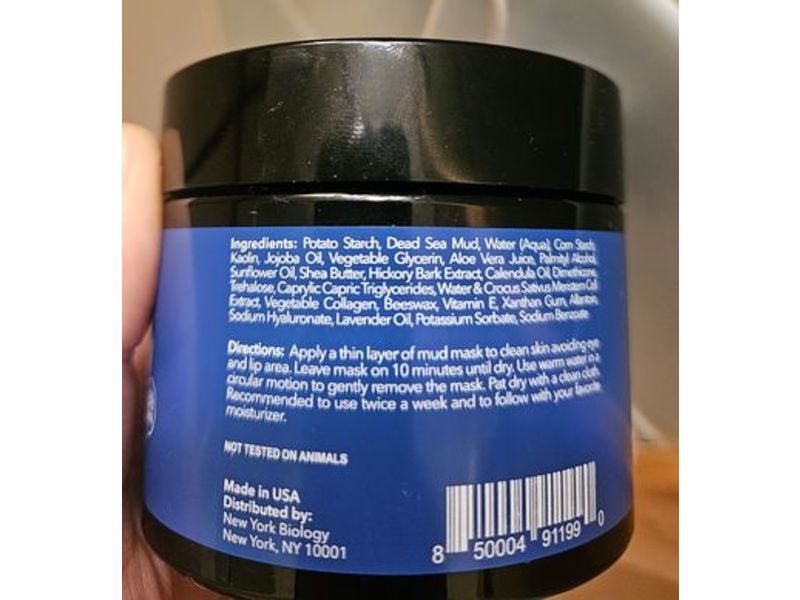 Ingredients: Potato Starch, Dead Sea Mud, Water (Aqua), Corn Starch,
Kaolin, Jojoba Oil, Vegetable Glycerin, Aloe Vera Juice, Palmityl Alcohol,
Sunflower Oil, Shea Butter, Hickory Bark Extract, Calendula Oil, Dimethicone,
Trehalose, Caprylic Capric Triglycerides, Water & Crocus Sativus Meristem Cell
Extract, Vegetable Collagen, Beeswax, Vitamin E, Xanthan Gum, Allantoin,
Sodium Hyaluronate, Lavender Oil, Potassium Sorbate, Sodium Benzoate
Directions: Apply a thin layer of mud mask to clean skin avoiding eye
and lip area. Leave mask on 10 minutes until dry. Use warm water in a
circular motion to gently remove the mask. Pat dry with a clean cloth.
Recommended to use twice a week and to follow with your favorite
moisturizer.
NOT TESTED ON ANIMALS
Made in USA
Distributed by:
New York Biology
New York, NY 10001
8 50004 91199 0